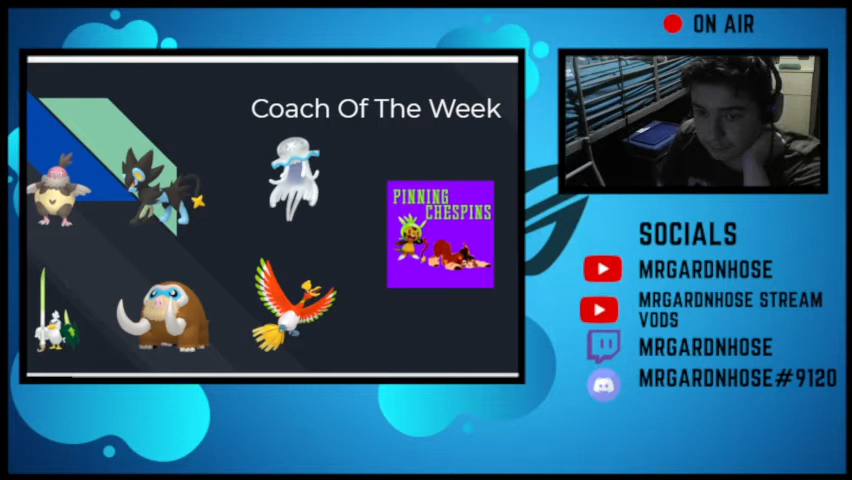 ON AIR
Coach Of The Week
PINNING
CHESPINS
SOCIALS
MRGARDNHOSE
MRGARDNHOSE STREAM
VODS
MRGARDNHOSE
MRGARDNHOSE#9120